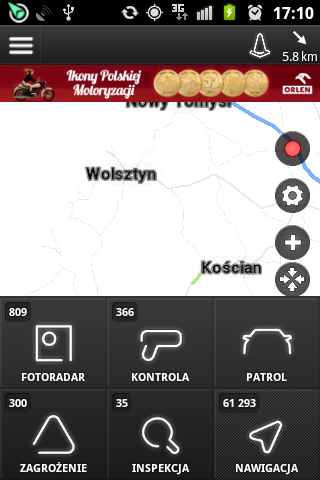 3G
17:10
5.8 km
Ikony Polskiej
Motoryzacji
ORLEN
Nowy Tomyśl
Wolsztyn
Kościan
809
FOTORADAR
366
KONTROLA
PATROL
300
ZAGROŻENIE
35
INSPEKCJA
61 293
NAWIGACJA